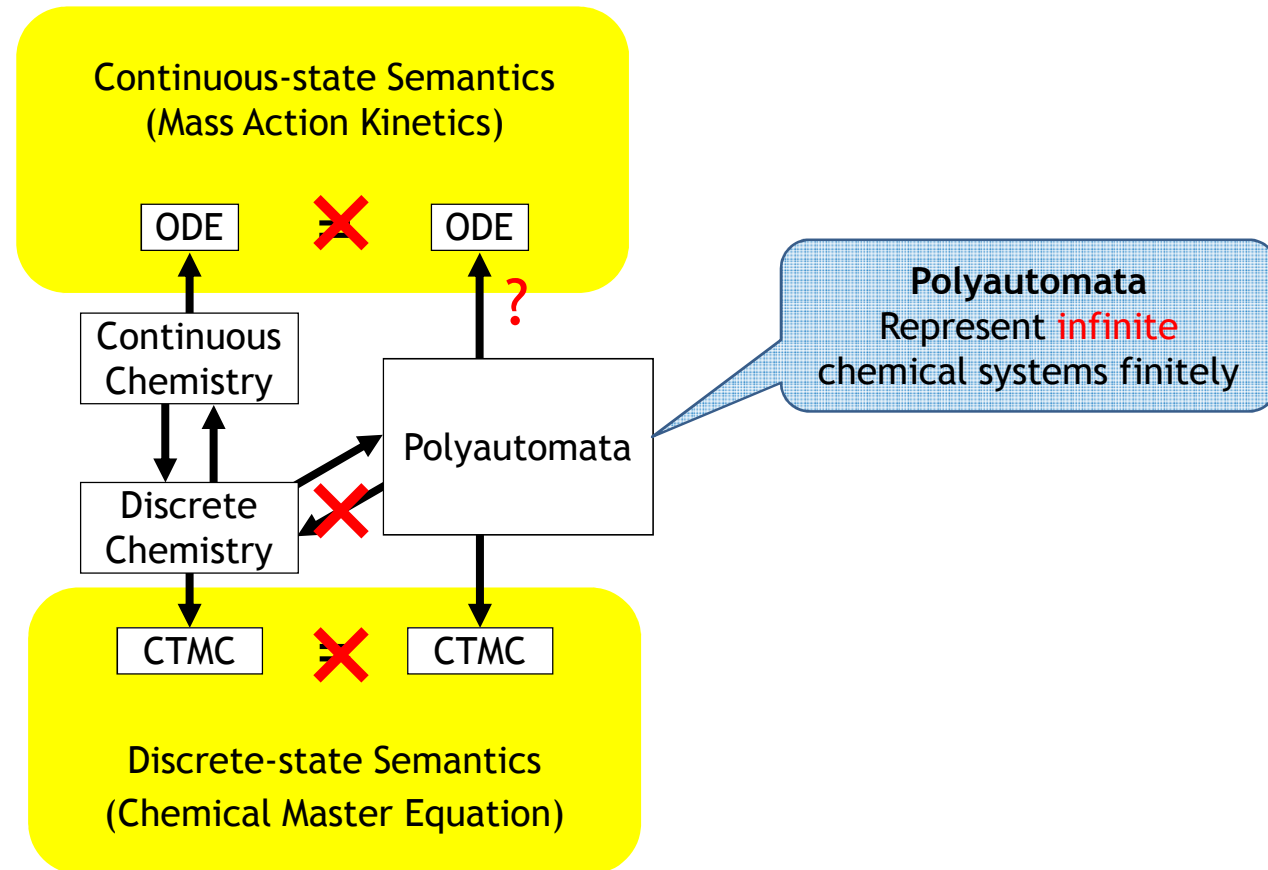 Continuous-state Semantics
(Mass Action Kinetics)
ODE
ODE
?
Continuous
Chemistry
Polyautomata
Represent infinite
chemical systems finitely
Polyautomata
Discrete
Chemistry
CTMC
CTMC
Discrete-state Semantics
(Chemical Master Equation)